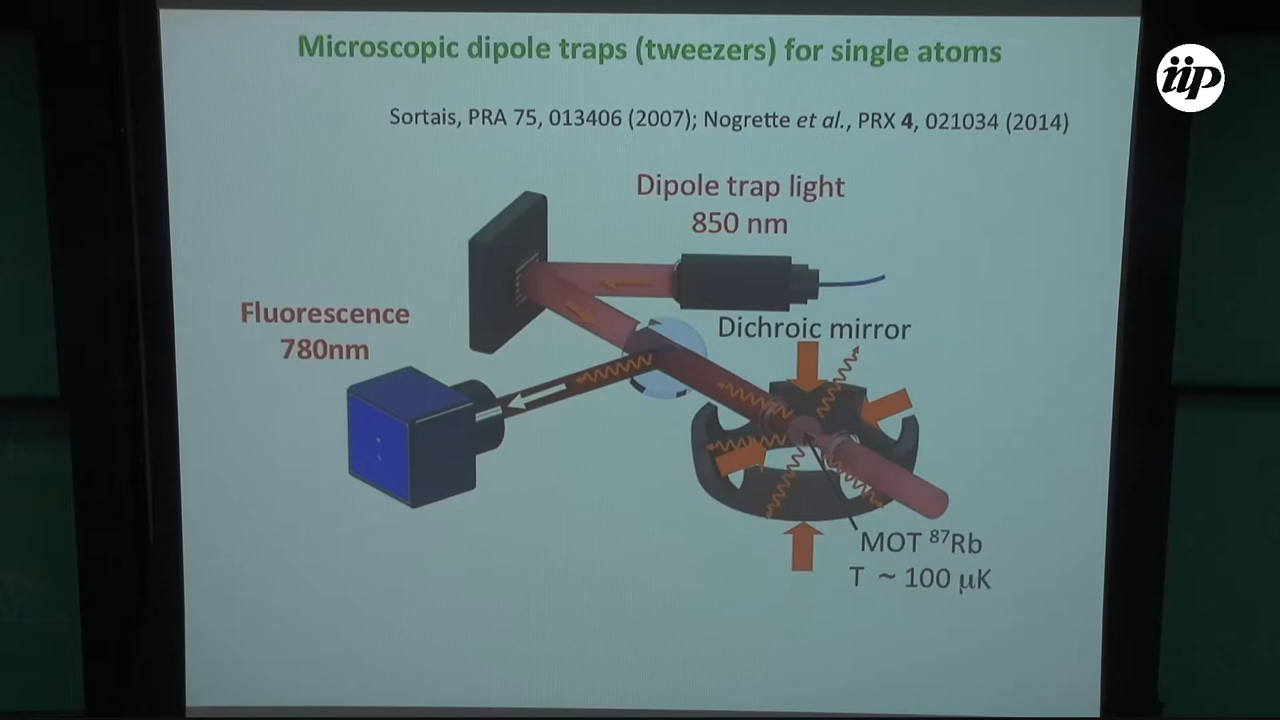 Microscopic dipole traps (tweezers) for single atoms
iip
Sortais, PRA 75, 013406 (2007); Nogrette et al., PRX 4, 021034 (2014)
Dipole trap light
850 nm
Fluorescence
780nm
Dichroic mirror
MOT ⁸⁷Rb
T ~ 100 μK